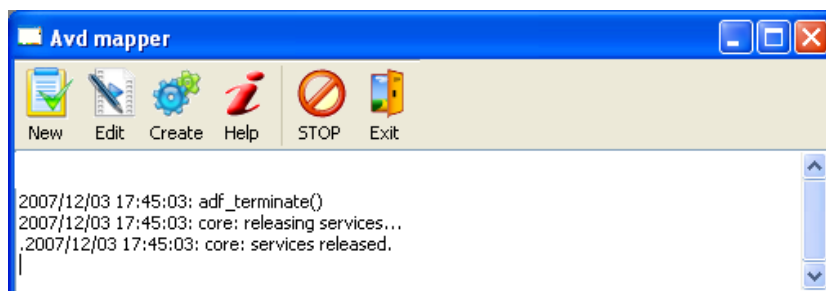 Avd mapper
New Edit Create Help STOP Exit
2007/12/03 17:45:03: adf_terminate()
2007/12/03 17:45:03: core: releasing services...
.2007/12/03 17:45:03: core: services released.